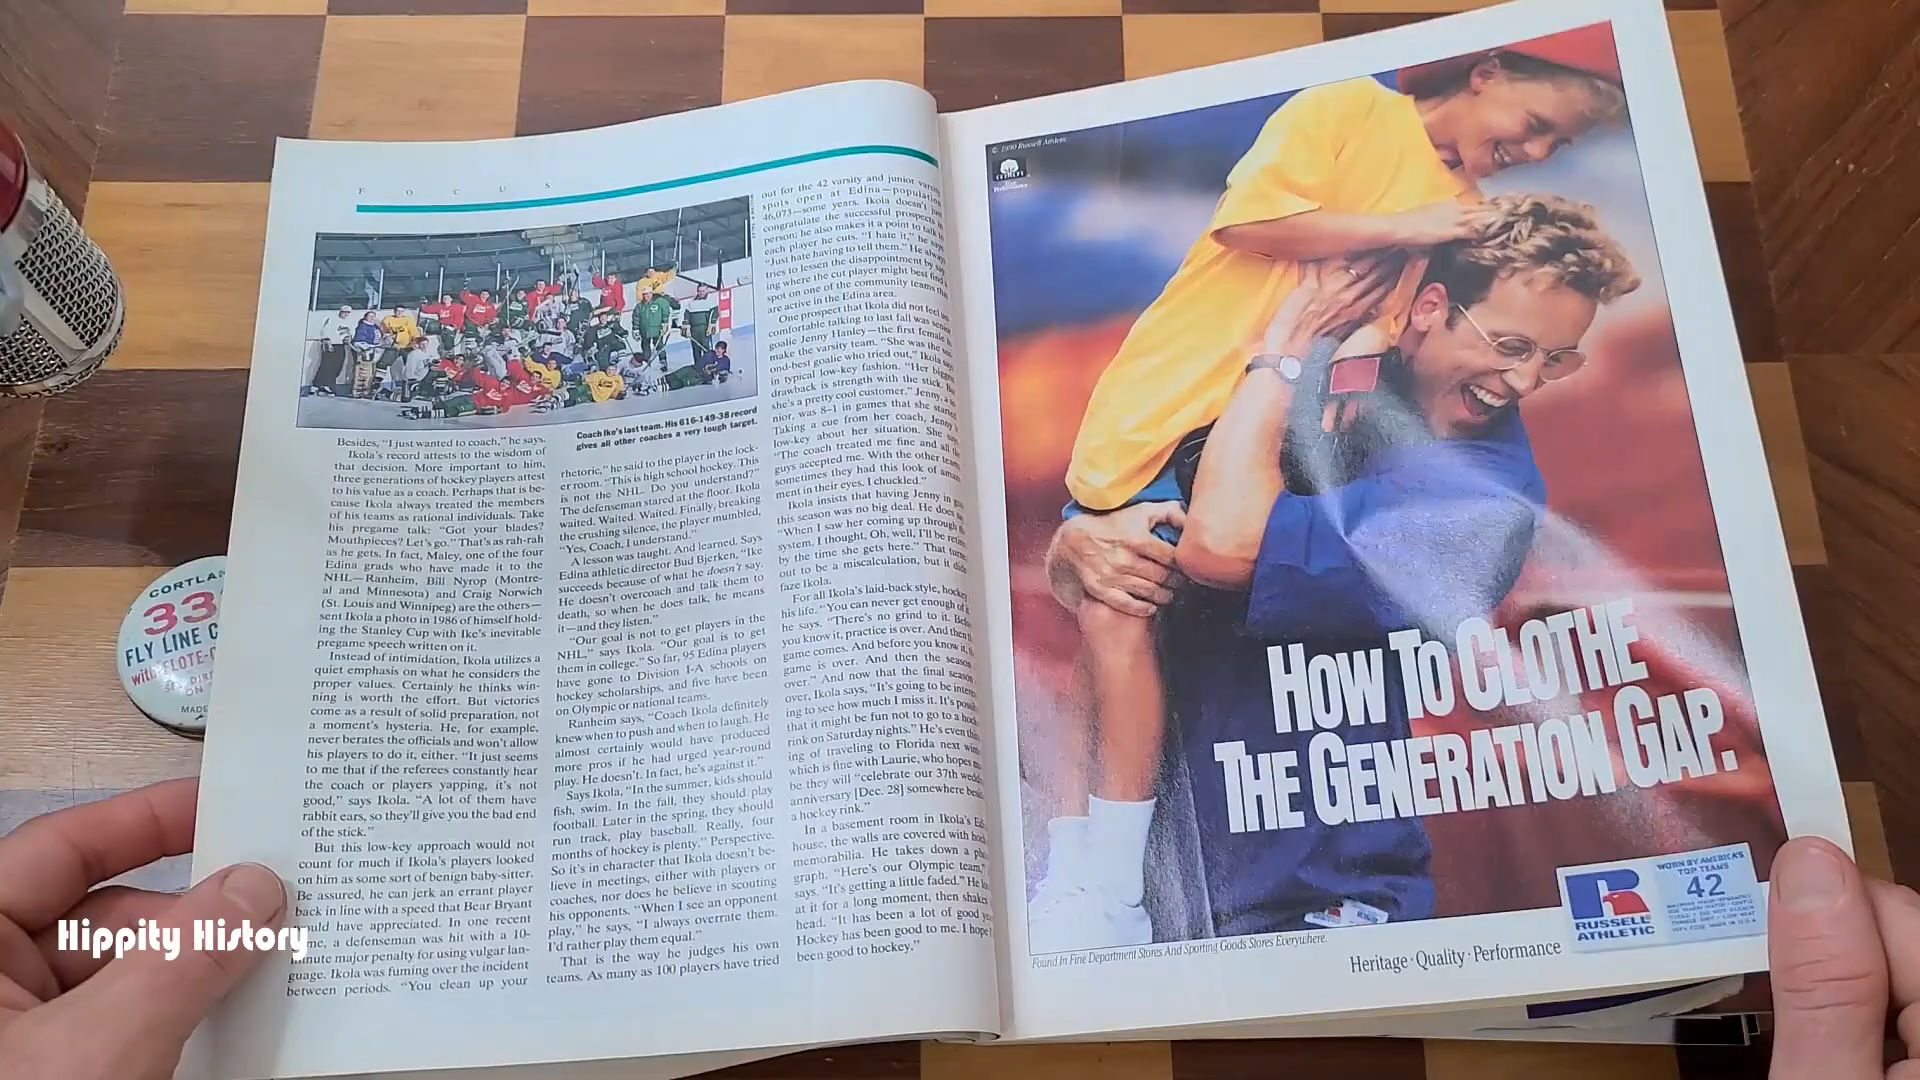 F O C U S
Coach Ike's last team. His 616-149-38 record
gives all other coaches a very tough target.
Besides, "I just wanted to coach," he says.
Ikola's record attests to the wisdom of
that decision. More important to him,
three generations of hockey players attest
to his value as a coach. Perhaps that is be-
cause Ikola always treated the members
of his teams as rational individuals. Take
his pregame talk: "Got your blades?
Mouthpieces? Let's go." That's as rah-rah
as he gets. In fact, Maley, one of the four
Edina grads who have made it to the
NHL—Ranheim, Bill Nyrop (Montre-
al and Minnesota) and Craig Norwich
(St. Louis and Winnipeg) are the others—
sent Ikola a photo in 1986 of himself hold-
ing the Stanley Cup with Ike's inevitable
pregame speech written on it.
Instead of intimidation, Ikola utilizes a
quiet emphasis on what he considers the
proper values. Certainly he thinks win-
ning is worth the effort. But victories
come as a result of solid preparation, not
a moment's hysteria. He, for example,
never berates the officials and won't allow
his players to do it, either. "It just seems
to me that if the referees constantly hear
the coach or players yapping, it's not
good," says Ikola. "A lot of them have
rabbit ears, so they'll give you the bad end
of the stick."
But this low-key approach would not
count for much if Ikola's players looked
on him as some sort of benign baby-sitter.
Be assured, he can jerk an errant player
back in line with a speed that Bear Bryant
would have appreciated. In one recent
game, a defenseman was hit with a 10-
minute major penalty for using vulgar lan-
guage. Ikola was fuming over the incident
between periods. "You clean up your
rhetoric," he said to the player in the lock-
er room. "This is high school hockey. This
is not the NHL. Do you understand?"
The defenseman stared at the floor. Ikola
waited. Waited. Waited. Finally, breaking
the crushing silence, the player mumbled,
"Yes, Coach, I understand."
A lesson was taught. And learned. Says
Edina athletic director Bud Bjerken, "Ike
succeeds because of what he doesn't say.
He doesn't overcoach and talk them to
death, so when he does talk, he means
it—and they listen."
"Our goal is not to get players in the
NHL," says Ikola. "Our goal is to get
them in college." So far, 95 Edina players
have gone to Division I-A schools on
hockey scholarships, and five have been
on Olympic or national teams.
Ranheim says, "Coach Ikola definitely
knew when to push and when to laugh. He
almost certainly would have produced
more pros if he had urged year-round
play. He doesn't. In fact, he's against it."
Says Ikola, "In the summer, kids should
fish, swim. In the fall, they should play
football. Later in the spring, they should
run track, play baseball. Really, four
months of hockey is plenty." Perspective.
So it's in character that Ikola doesn't be-
lieve in meetings, either with players or
coaches, nor does he believe in scouting
his opponents. "When I see an opponent
play," he says, "I always overrate them.
I'd rather play them equal."
That is the way he judges his own
teams. As many as 100 players have tried
out for the 42 varsity and junior varsity
spots open at Edina—population
46,073—some years. Ikola doesn't just
congratulate the successful prospects in
person; he also makes it a point to talk to
each player he cuts. "I hate it," he says.
"Just hate having to tell them." He always
tries to lessen the disappointment by say-
ing where the cut player might best find a
spot on one of the community teams that
are active in the Edina area.
One prospect that Ikola did not feel un-
comfortable talking to last fall was senior
goalie Jenny Hanley—the first female to
make the varsity team. "She was the sec-
ond-best goalie who tried out," Ikola says
in typical low-key fashion. "Her biggest
drawback is strength with the stick. But
she's a pretty cool customer." Jenny, a se-
nior, was 8-1 in games that she started.
Taking a cue from her coach, Jenny is
low-key about her situation. She says,
"The coach treated me fine and all the
guys accepted me. With the other teams
sometimes they had this look of amaze-
ment in their eyes. I chuckled."
Ikola insists that having Jenny in goal
this season was no big deal. He does say,
"When I saw her coming up through the
system, I thought, Oh, well, I'll be retired
by the time she gets here." That turned
out to be a miscalculation, but it didn't
faze Ikola.
For all Ikola's laid-back style, hockey is
his life. "You can never get enough of it,"
he says. "There's no grind to it. Before
you know it, practice is over. And then the
game comes. And before you know it, the
game is over. And then the season is
over." And now that the final season is
over, Ikola says, "It's going to be interest-
ing to see how much I miss it. It's possible
that it might be fun not to go to a hockey
rink on Saturday nights." He's even think-
ing of traveling to Florida next winter,
which is fine with Laurie, who hopes
they will "celebrate our 37th wedding
anniversary [Dec. 28] somewhere besides
a hockey rink."
In a basement room in Ikola's Edina
house, the walls are covered with hockey
memorabilia. He takes down a photo-
graph. "Here's our Olympic team," he
says. "It's getting a little faded." He looks
at it for a long moment, then shakes his
head. "It has been a lot of good years.
Hockey has been good to me. I hope I've
been good to hockey."
© 1990 Russell Athletic
COTTON
Performance
HOW TO CLOTHE
THE GENERATION GAP.
WORN BY AMERICA'S
TOP TEAMS
42
RUSSELL
ATHLETIC
Found In Fine Department Stores And Sporting Goods Stores Everywhere.
Heritage · Quality · Performance
33
FLY LINE
MADE
Hippity History